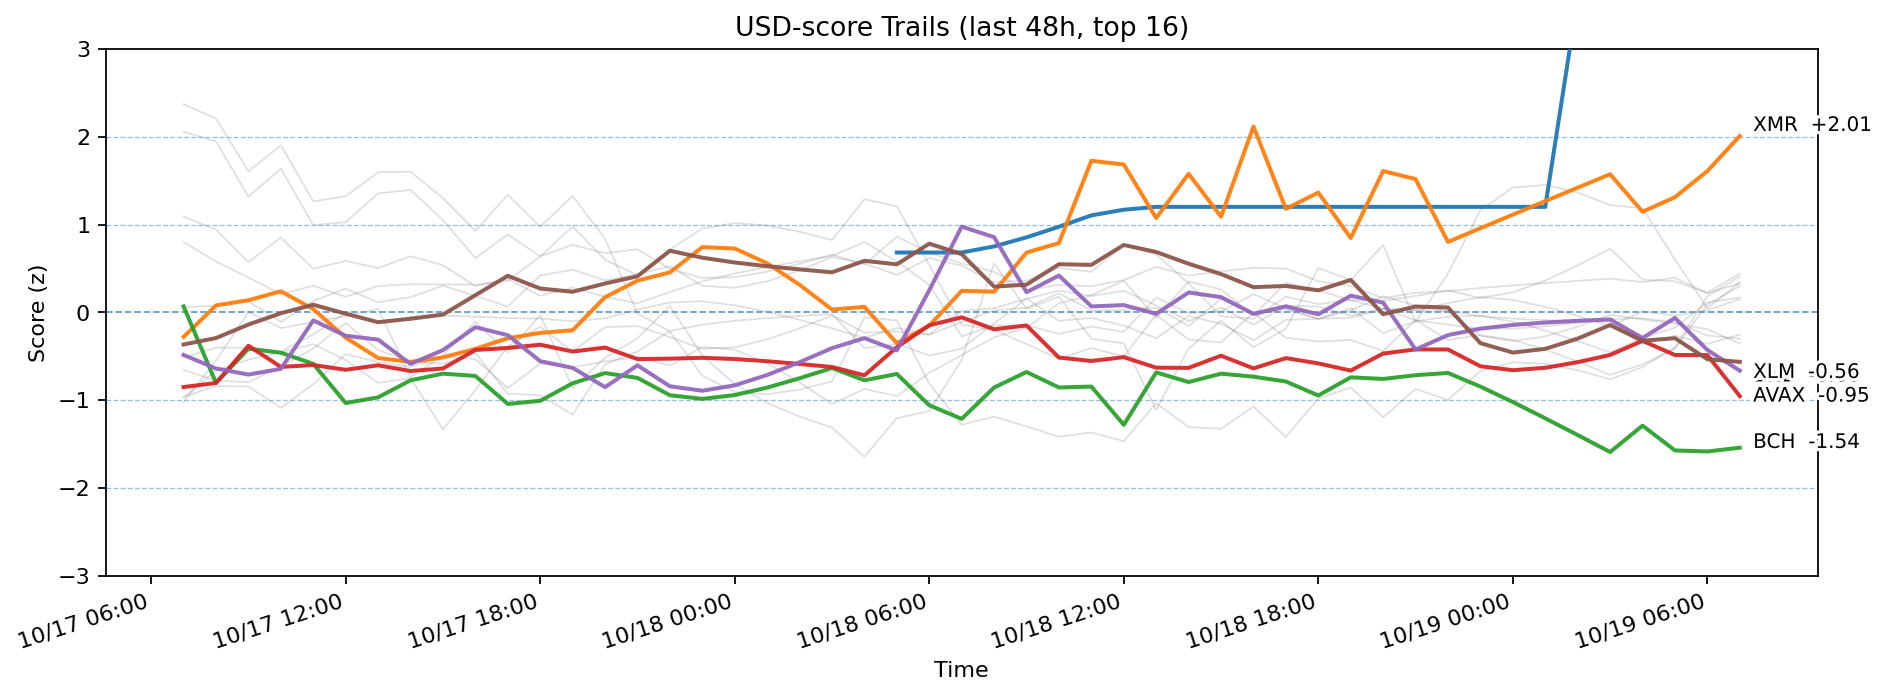 USD-score Trails (last 48h, top 16)
Score (z)
3
2
1
0
−1
−2
−3
XMR +2.01
XLM -0.56
AVAX -0.95
BCH -1.54
10/17 06:00
10/17 12:00
10/17 18:00
10/18 00:00
10/18 06:00
10/18 12:00
10/18 18:00
10/19 00:00
10/19 06:00
Time